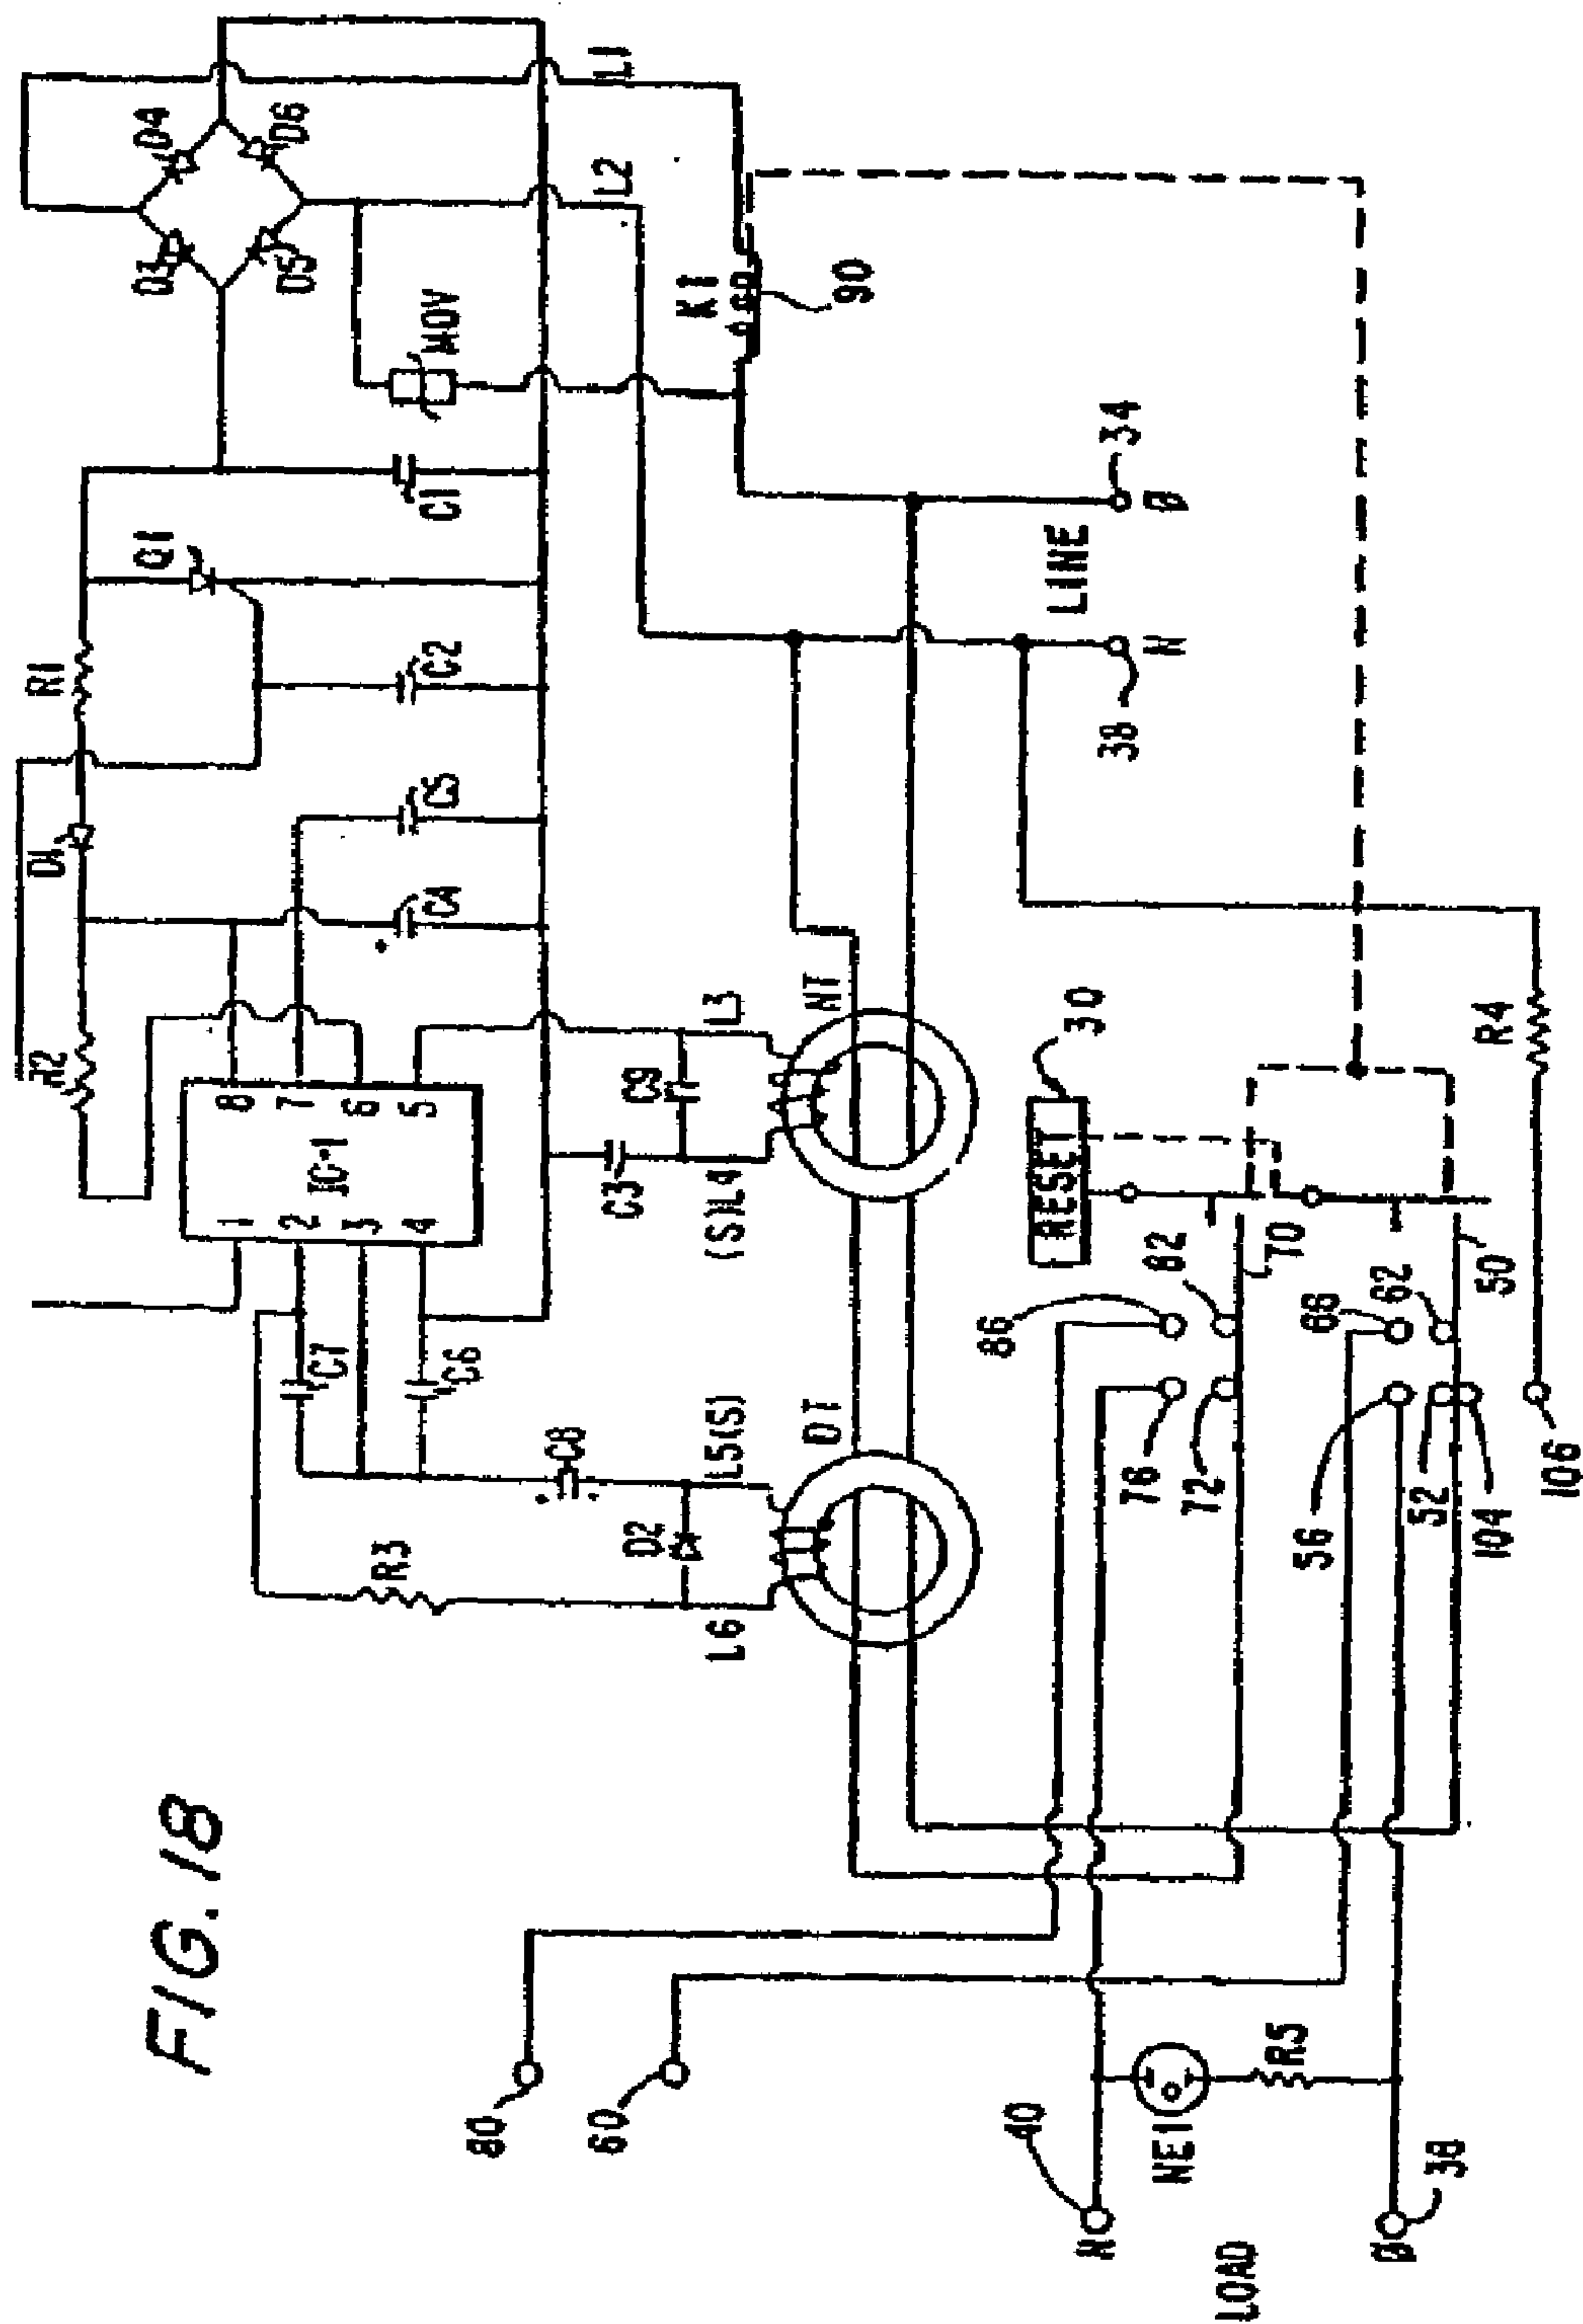 FIG. 18
D4
D6
D3
D5
L1
L2
MOV
K1
90
C1
Q1
R1
C2
D1
C5
C4
R2
IC-1
8
7
6
5
1
2
3
4
C7
C6
C9
C3
L3
(S)L4
NT
C8
D2
R3
L5(S)
L6
DT
LINE
Ø
34
N
38
RESET
30
R4
86
82
70
76
72
66
62
50
56
52
104
106
80
60
40
N
NE1
R5
Ø
38
LOAD